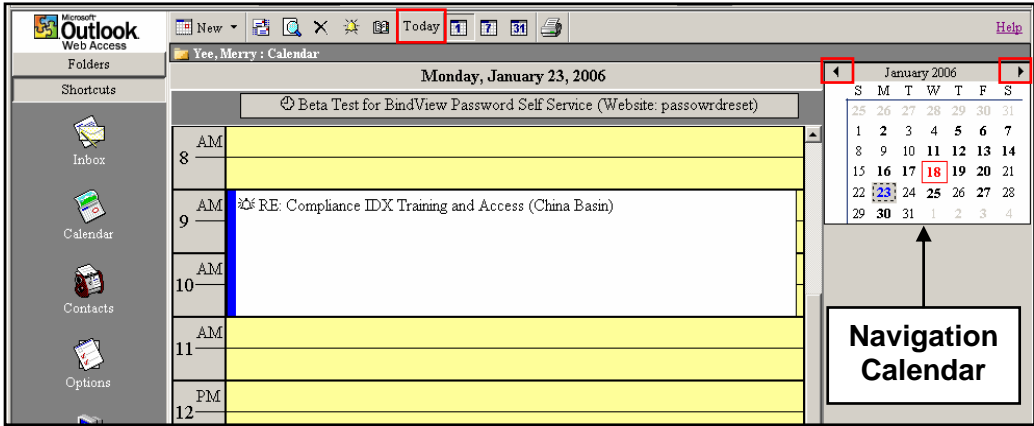 Microsoft
Outlook
Web Access
New Today 1 7 31 Help
Yee, Merry : Calendar
Folders
Shortcuts
Inbox
Calendar
Contacts
Options
Monday, January 23, 2006
Beta Test for BindView Password Self Service (Website: passowrdreset)
8 AM
9 AM
RE: Compliance IDX Training and Access (China Basin)
10 AM
11 AM
12 PM
January 2006
S M T W T F S
25 26 27 28 29 30 31
1 2 3 4 5 6 7
8 9 10 11 12 13 14
15 16 17 18 19 20 21
22 23 24 25 26 27 28
29 30 31 1 2 3 4
Navigation
Calendar